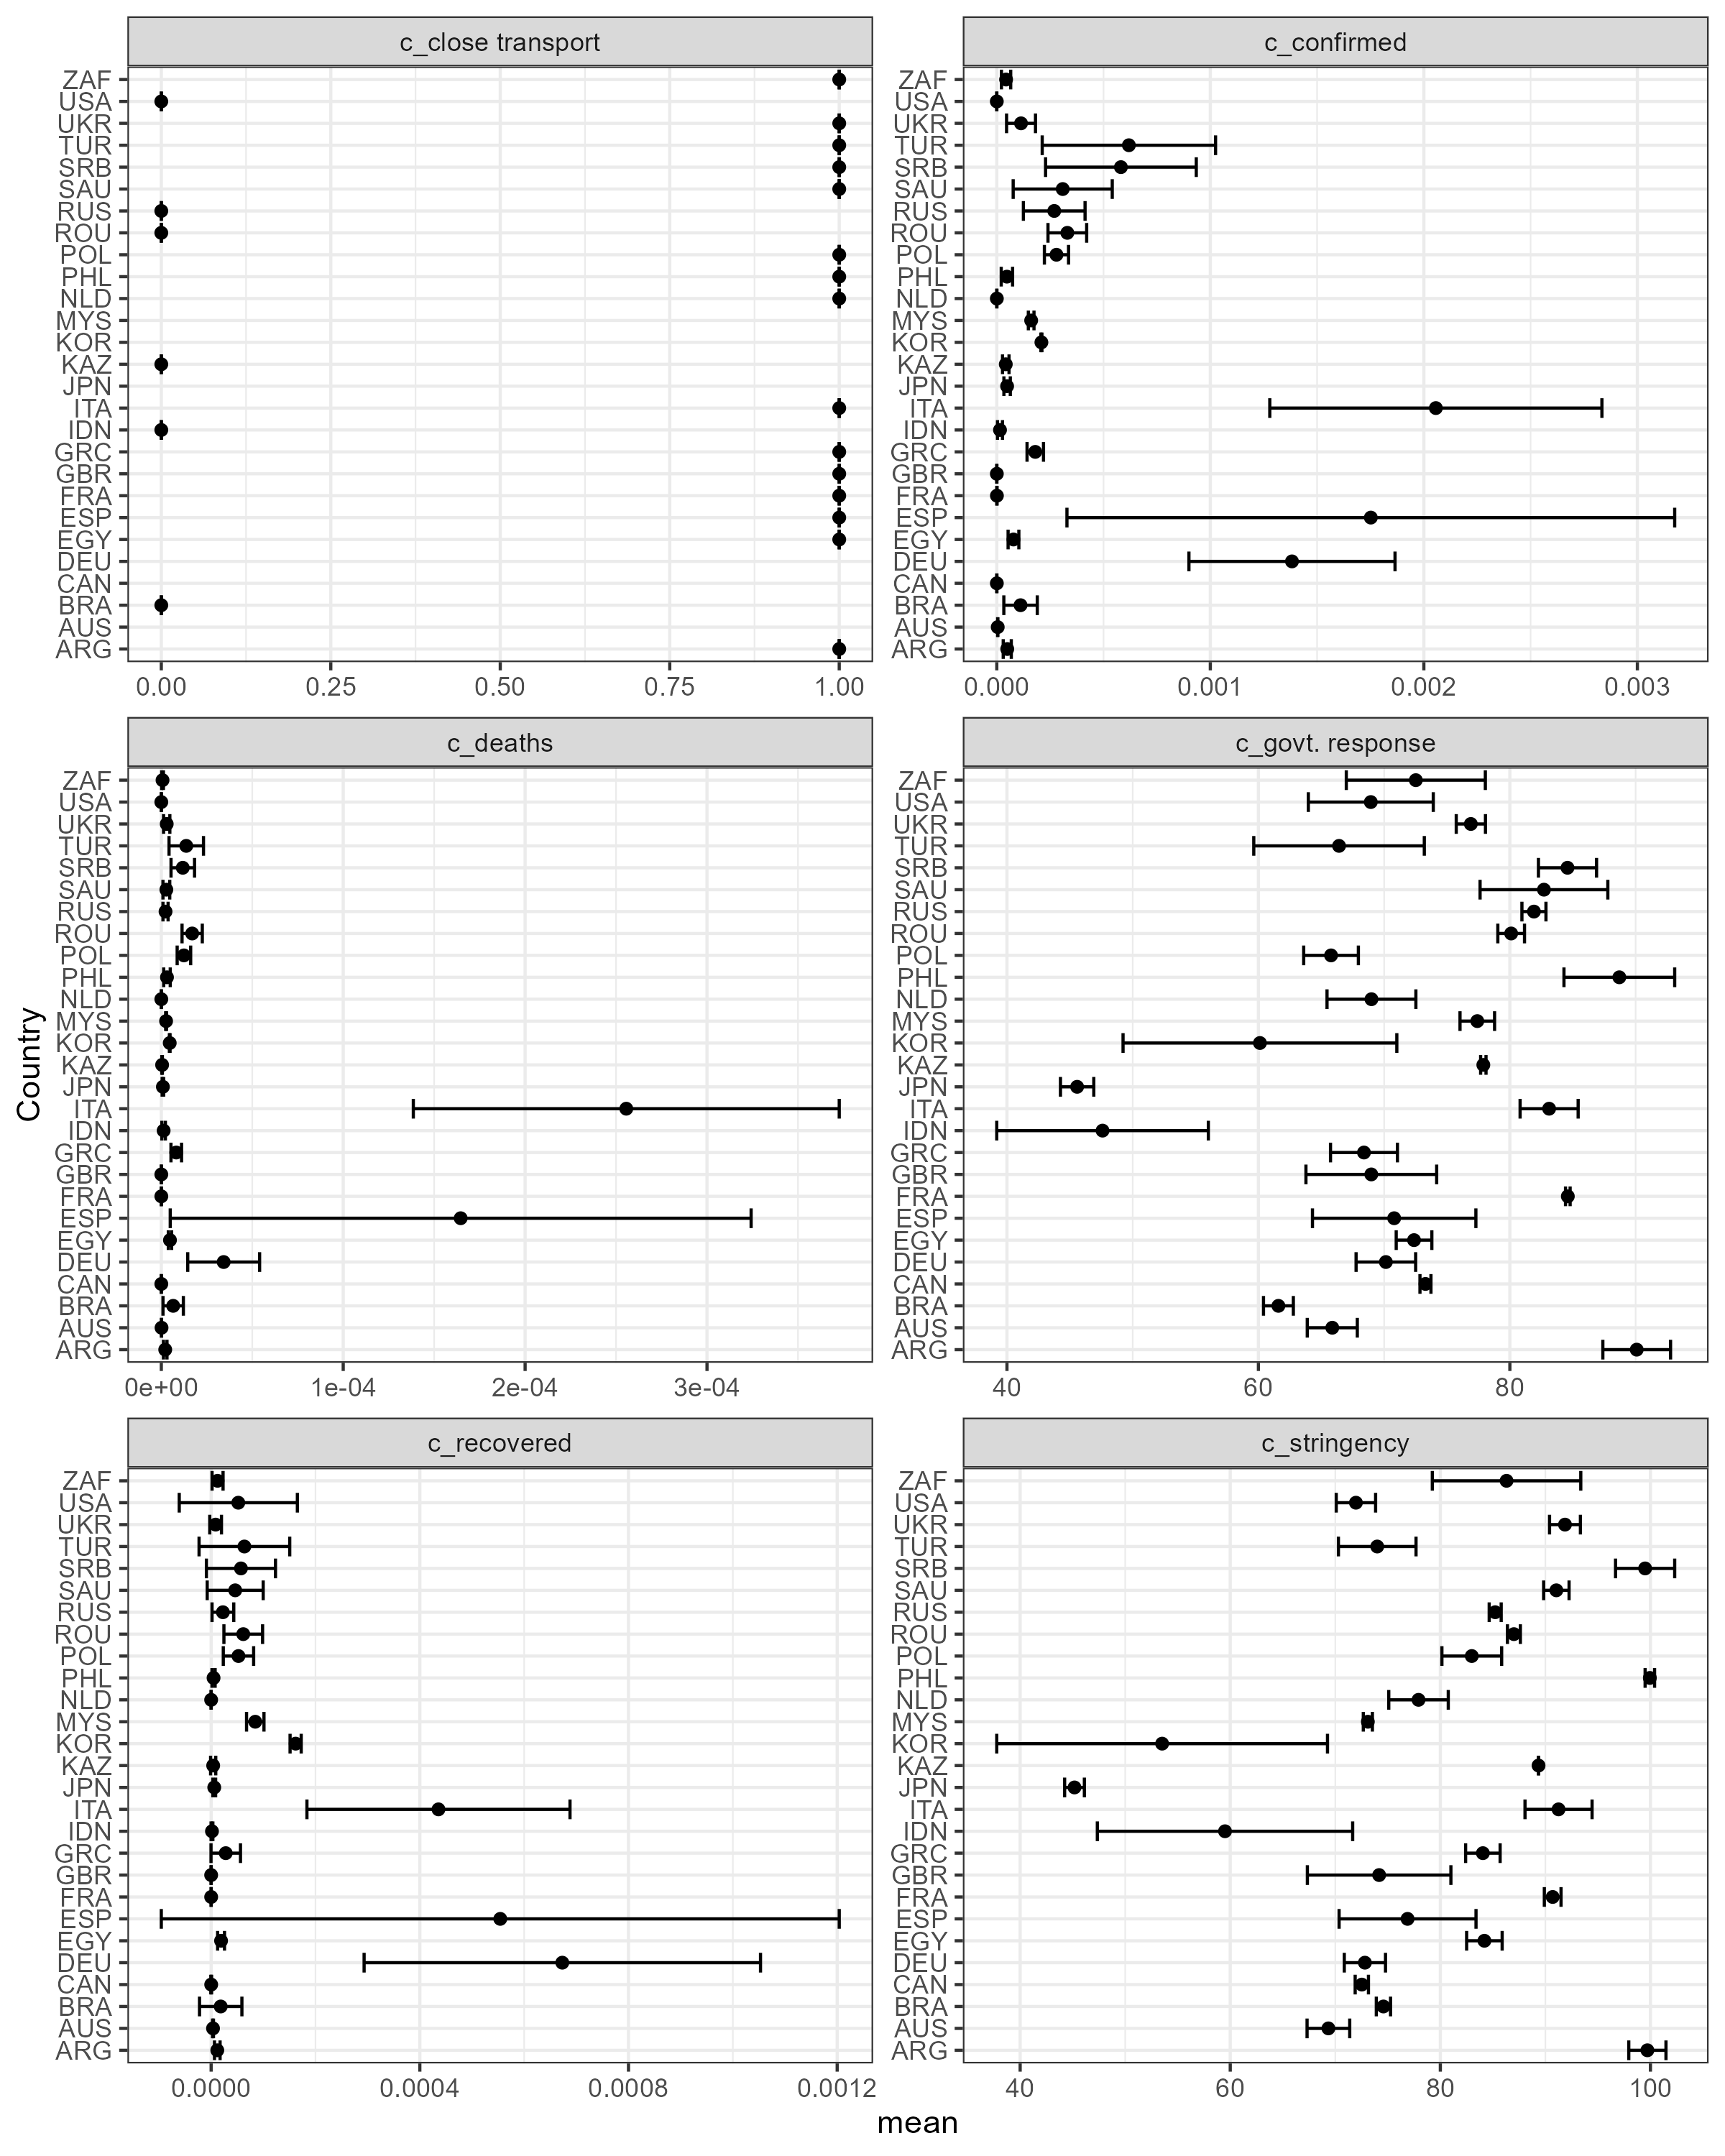 c_close transport
c_confirmed
ZAF
USA
UKR
TUR
SRB
SAU
RUS
ROU
POL
PHL
NLD
MYS
KOR
KAZ
JPN
ITA
IDN
GRC
GBR
FRA
ESP
EGY
DEU
CAN
BRA
AUS
ARG
0.00 0.25 0.50 0.75 1.00
ZAF
USA
UKR
TUR
SRB
SAU
RUS
ROU
POL
PHL
NLD
MYS
KOR
KAZ
JPN
ITA
IDN
GRC
GBR
FRA
ESP
EGY
DEU
CAN
BRA
AUS
ARG
0.000 0.001 0.002 0.003
c_deaths
c_govt. response
Country
ZAF
USA
UKR
TUR
SRB
SAU
RUS
ROU
POL
PHL
NLD
MYS
KOR
KAZ
JPN
ITA
IDN
GRC
GBR
FRA
ESP
EGY
DEU
CAN
BRA
AUS
ARG
0e+00 1e-04 2e-04 3e-04
ZAF
USA
UKR
TUR
SRB
SAU
RUS
ROU
POL
PHL
NLD
MYS
KOR
KAZ
JPN
ITA
IDN
GRC
GBR
FRA
ESP
EGY
DEU
CAN
BRA
AUS
ARG
40 60 80
c_recovered
c_stringency
ZAF
USA
UKR
TUR
SRB
SAU
RUS
ROU
POL
PHL
NLD
MYS
KOR
KAZ
JPN
ITA
IDN
GRC
GBR
FRA
ESP
EGY
DEU
CAN
BRA
AUS
ARG
0.0000 0.0004 0.0008 0.0012
ZAF
USA
UKR
TUR
SRB
SAU
RUS
ROU
POL
PHL
NLD
MYS
KOR
KAZ
JPN
ITA
IDN
GRC
GBR
FRA
ESP
EGY
DEU
CAN
BRA
AUS
ARG
40 60 80 100
mean